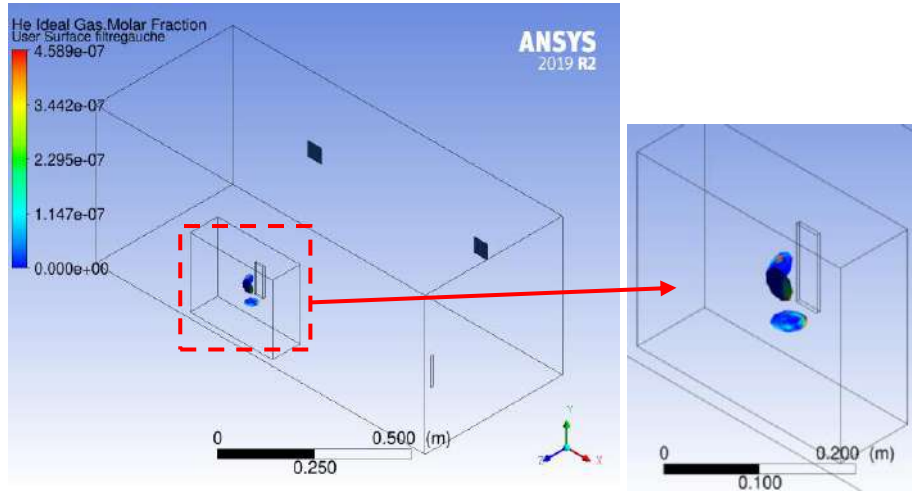 He Ideal Gas.Molar Fraction
User Surface filtregauche
4.589e-07
3.442e-07
2.295e-07
1.147e-07
0.000e+00
ANSYS
2019 R2
0 0.500 (m)
0.250
Y
Z X
0 0.200 (m)
0.100